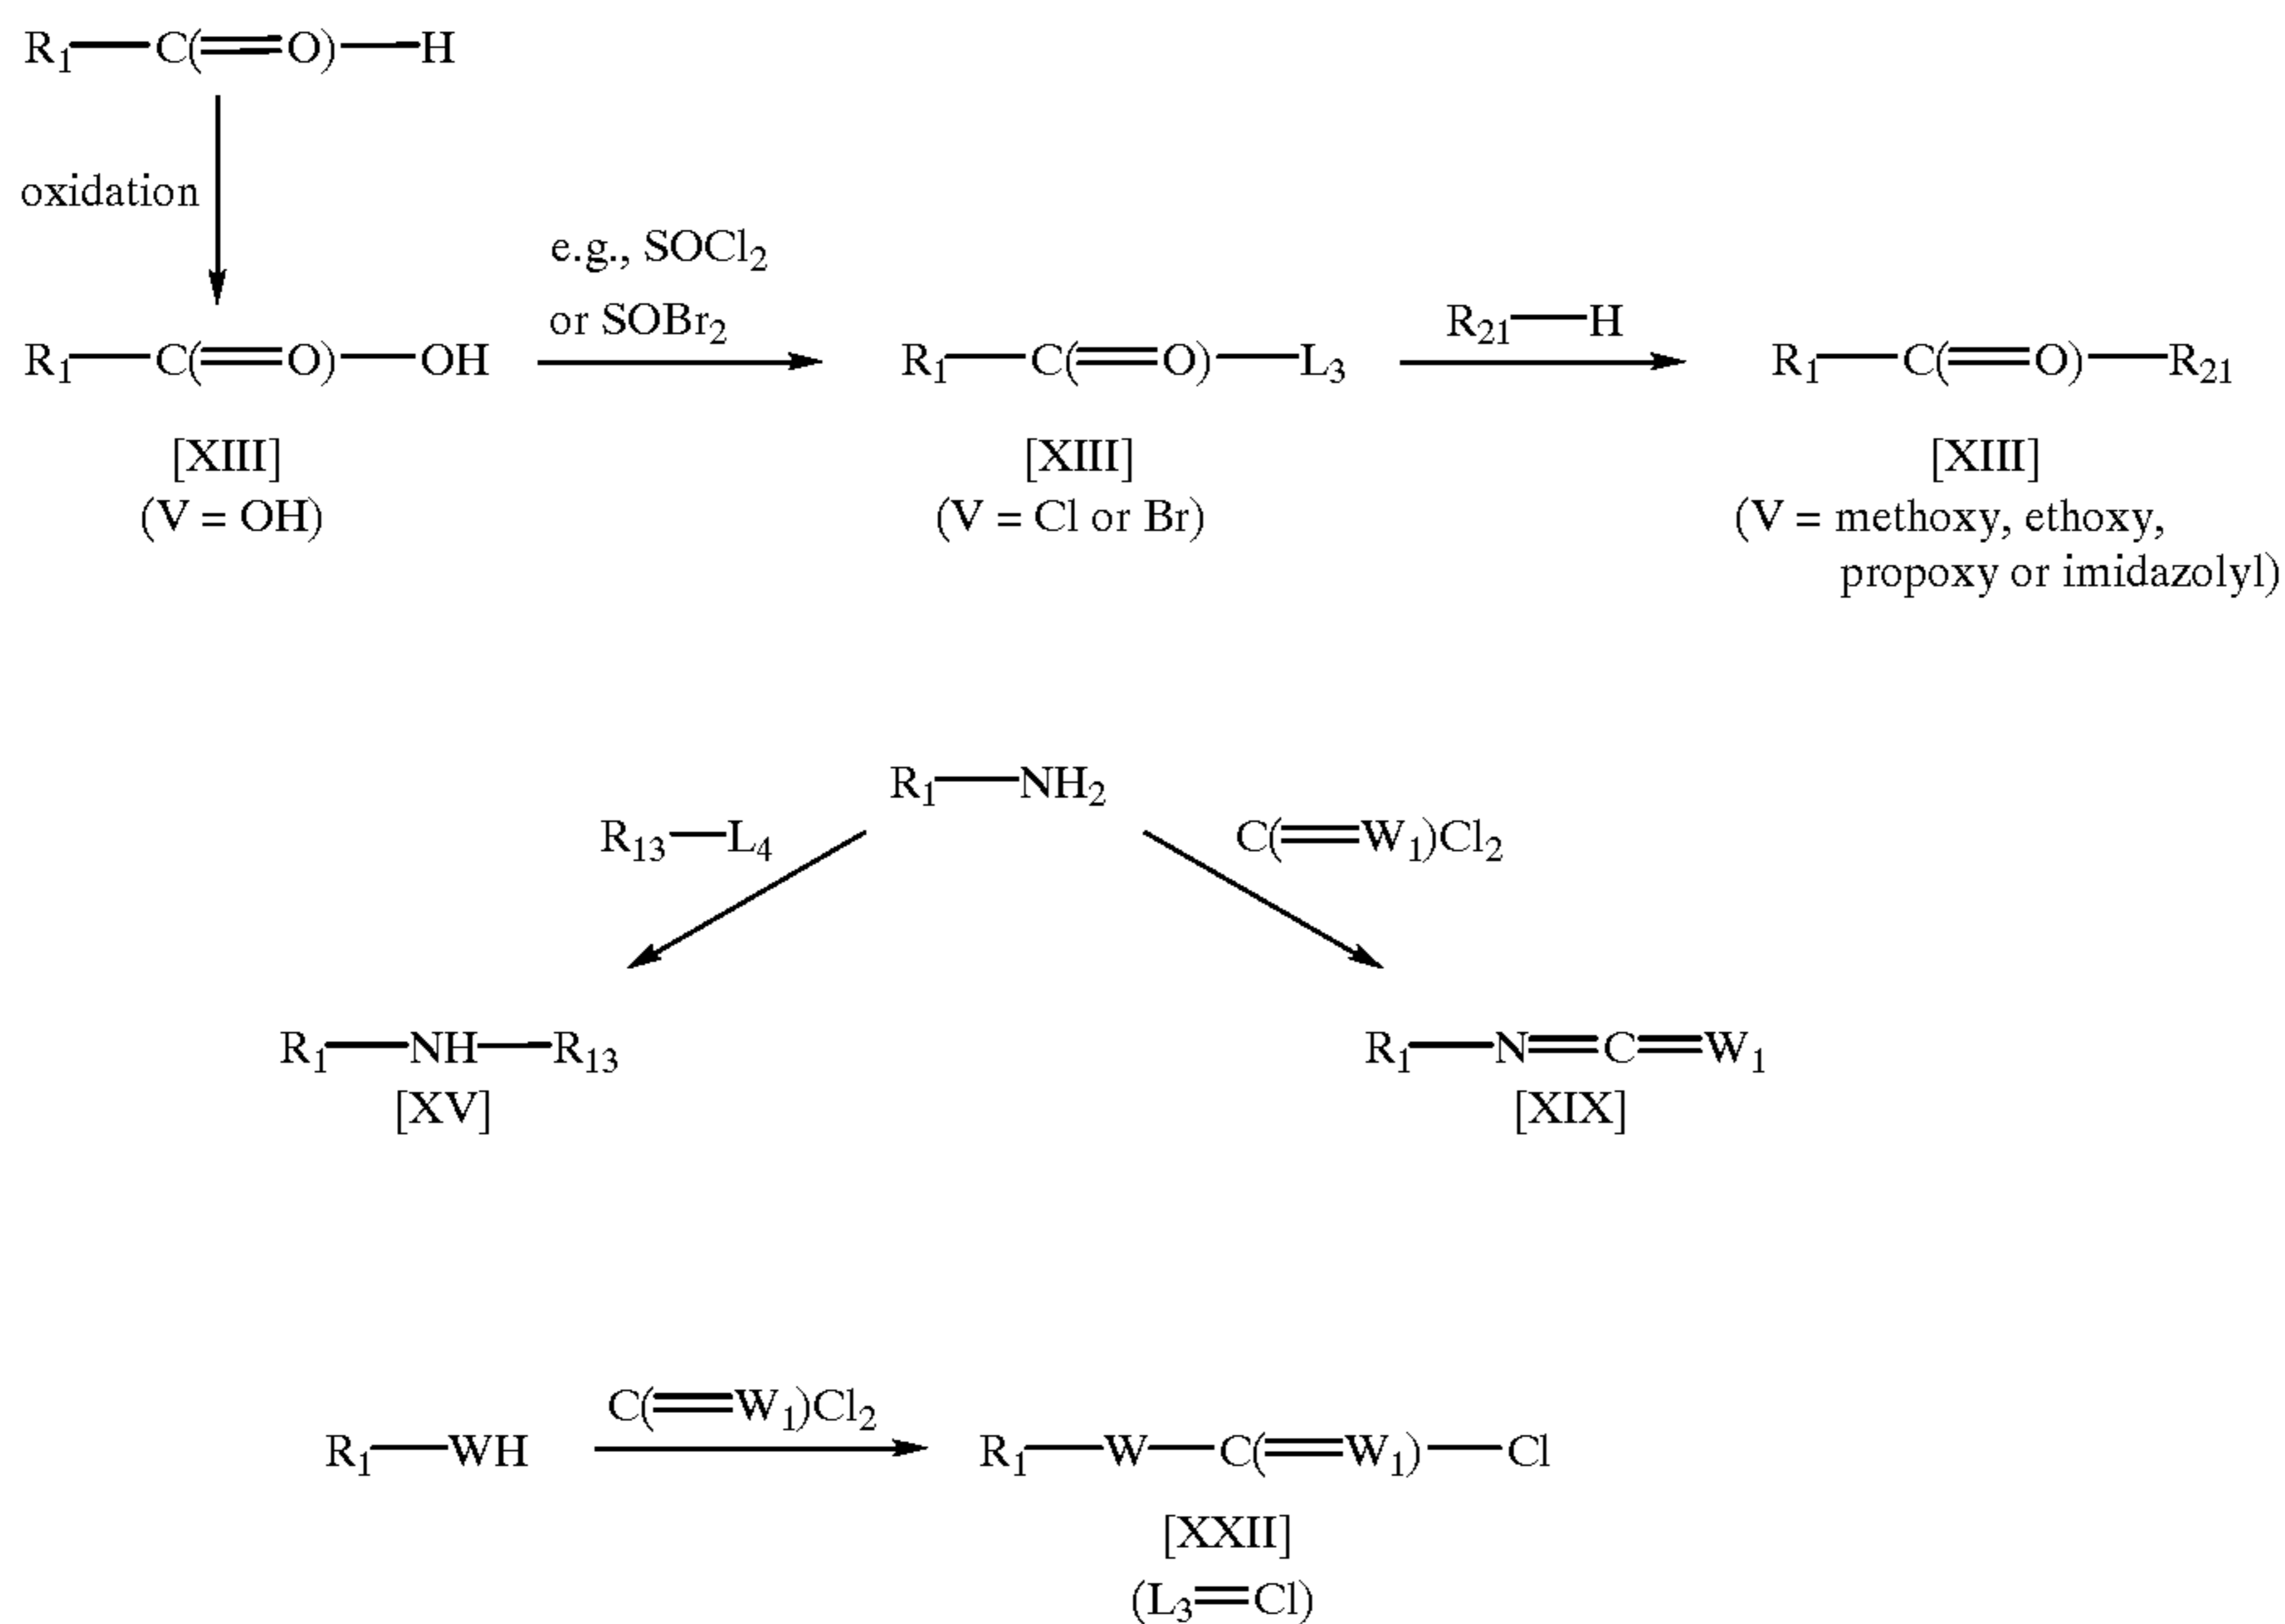 R₁—C(═O)—H
oxidation
e.g., SOCl₂
or SOBr₂
R₂₁—H
R₁—C(═O)—OH
R₁—C(═O)—L₃
R₁—C(═O)—R₂₁
[XIII]
(V = OH)
[XIII]
(V = Cl or Br)
[XIII]
(V = methoxy, ethoxy,
propoxy or imidazolyl)
R₁—NH₂
R₁₃—L₄
C(═W₁)Cl₂
R₁—NH—R₁₃
[XV]
R₁—N═C═W₁
[XIX]
R₁—WH
C(═W₁)Cl₂
R₁—W—C(═W₁)—Cl
[XXII]
(L₃═Cl)